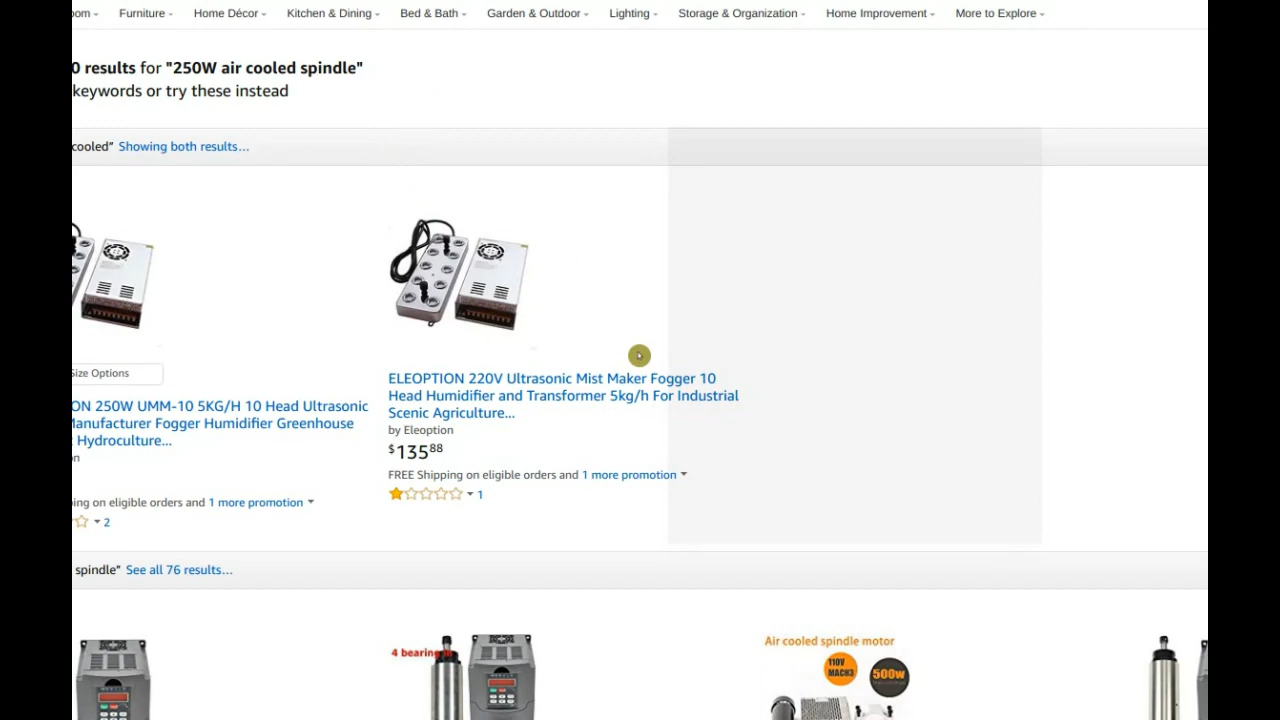 oom Furniture Home Décor Kitchen & Dining Bed & Bath Garden & Outdoor Lighting Storage & Organization Home Improvement More to Explore
0 results for "250W air cooled spindle"
keywords or try these instead
cooled" Showing both results...
Size Options
ON 250W UMM-10 5KG/H 10 Head Ultrasonic
Manufacturer Fogger Humidifier Greenhouse
Hydroculture...
on
ping on eligible orders and 1 more promotion
2
ELEOPTION 220V Ultrasonic Mist Maker Fogger 10
Head Humidifier and Transformer 5kg/h For Industrial
Scenic Agriculture...
by Eleoption
$135 88
FREE Shipping on eligible orders and 1 more promotion
1
spindle" See all 76 results...
4 bearing
Air cooled spindle motor
110V
MACH3
500w